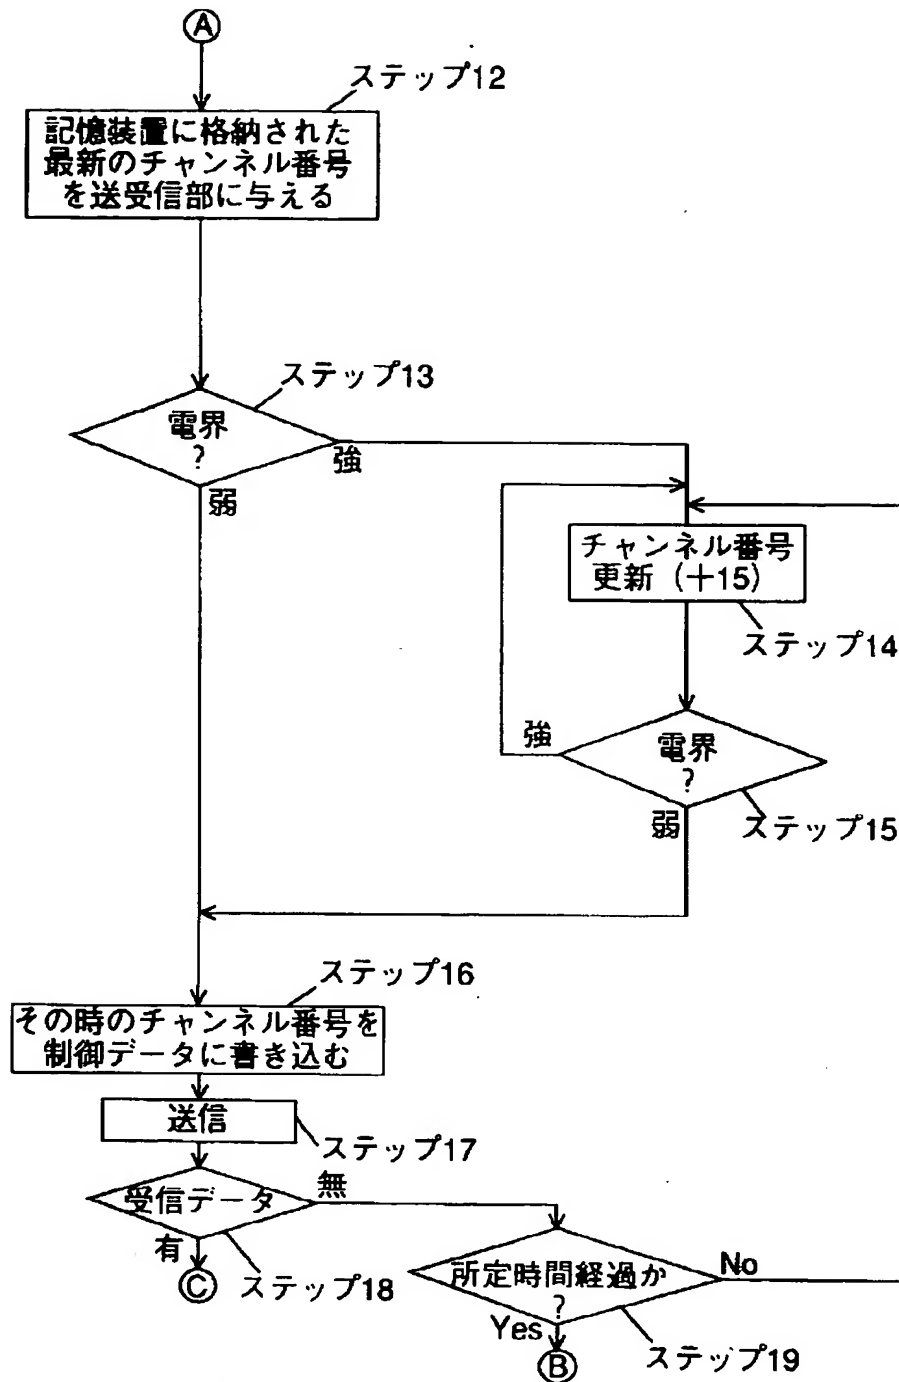 A
ステップ12
記憶装置に格納された
最新のチャンネル番号
を送受信部に与える
ステップ13
電界
?
強
弱
チャンネル番号
更新（＋15）
ステップ14
強
電界
?
弱
ステップ15
ステップ16
その時のチャンネル番号を
制御データに書き込む
送信
ステップ17
受信データ
無
有
ステップ18
C
所定時間経過か
?
No
Yes
ステップ19
B